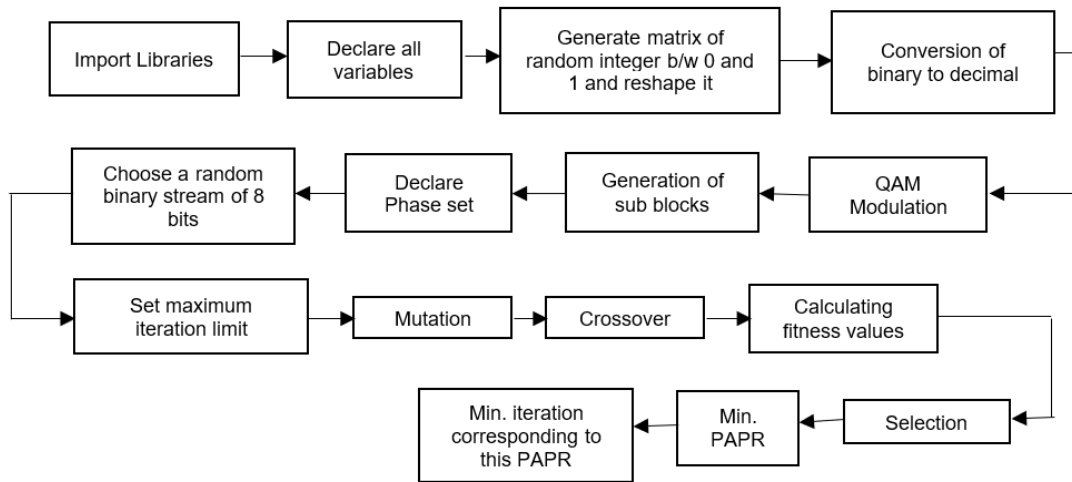 Import Libraries
Declare all
variables
Generate matrix of
random integer b/w 0 and
1 and reshape it
Conversion of
binary to decimal
QAM
Modulation
Generation of
sub blocks
Declare
Phase set
Choose a random
binary stream of 8
bits
Set maximum
iteration limit
Mutation
Crossover
Calculating
fitness values
Selection
Min.
PAPR
Min. iteration
corresponding to
this PAPR